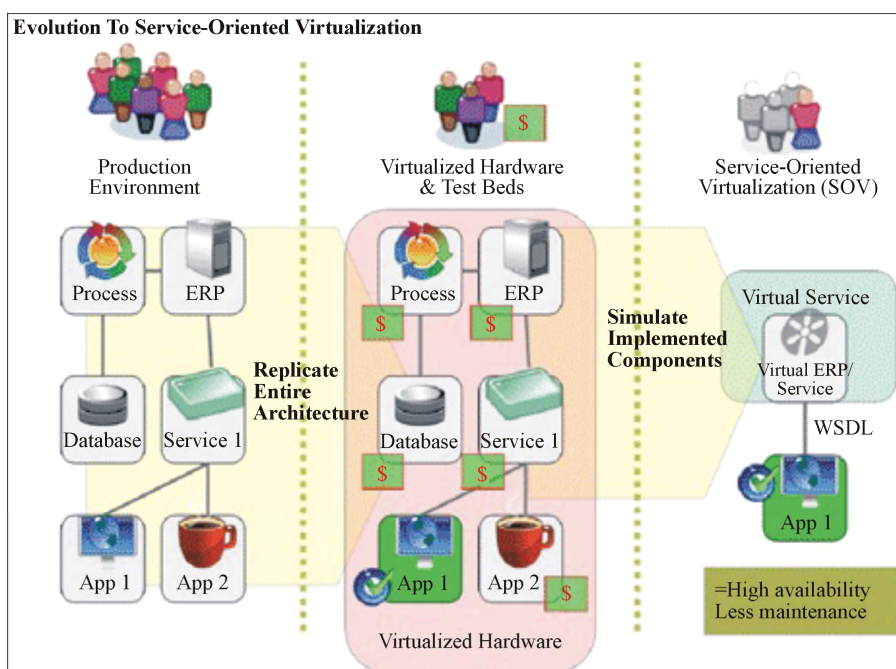 Evolution To Service-Oriented Virtualization
Production
Environment
Virtualized Hardware
& Test Beds
$
Service-Oriented
Virtualization (SOV)
Process
ERP
Replicate
Entire
Architecture
Database
Service 1
App 1
App 2
Process
ERP
$
$
Database
Service 1
$
$
App 1
App 2
$
Virtualized Hardware
Simulate
Implemented
Components
Virtual Service
Virtual ERP/
Service
WSDL
App 1
=High availability
Less maintenance